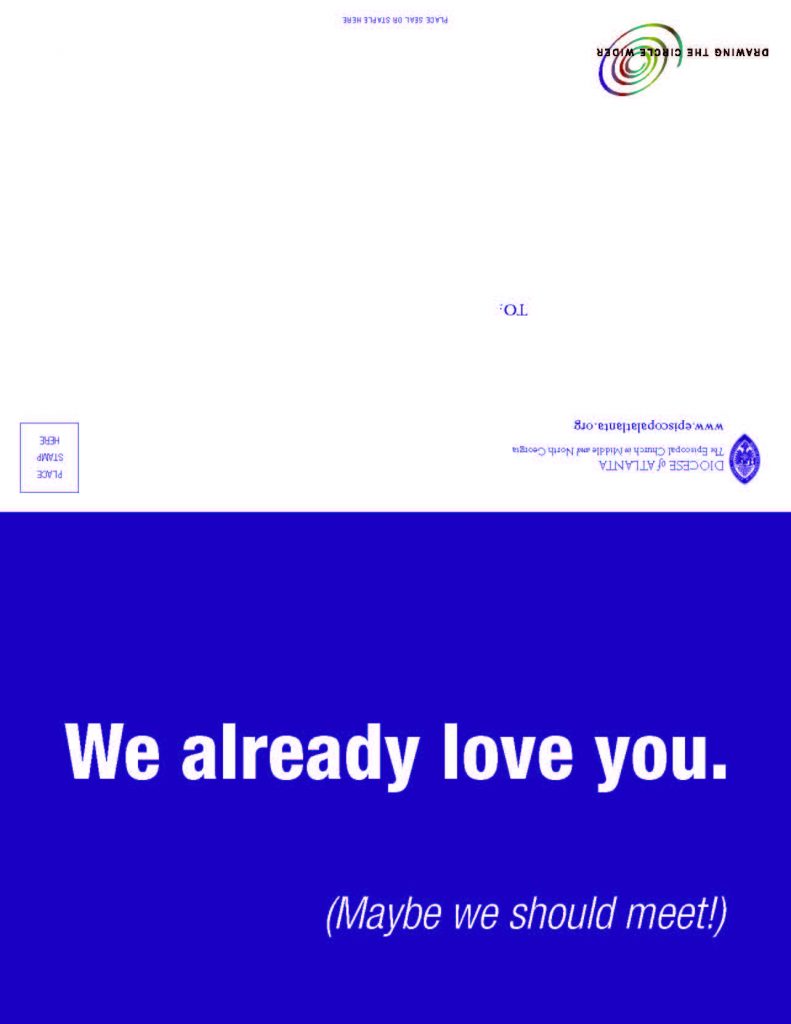 PLACE SEAL OR STAPLE HERE
DRAWING THE CIRCLE WIDER
TO:
www.episcopalatlanta.org
The Episcopal Church in Middle and North Georgia
DIOCESE of ATLANTA
PLACE
STAMP
HERE
We already love you.
(Maybe we should meet!)